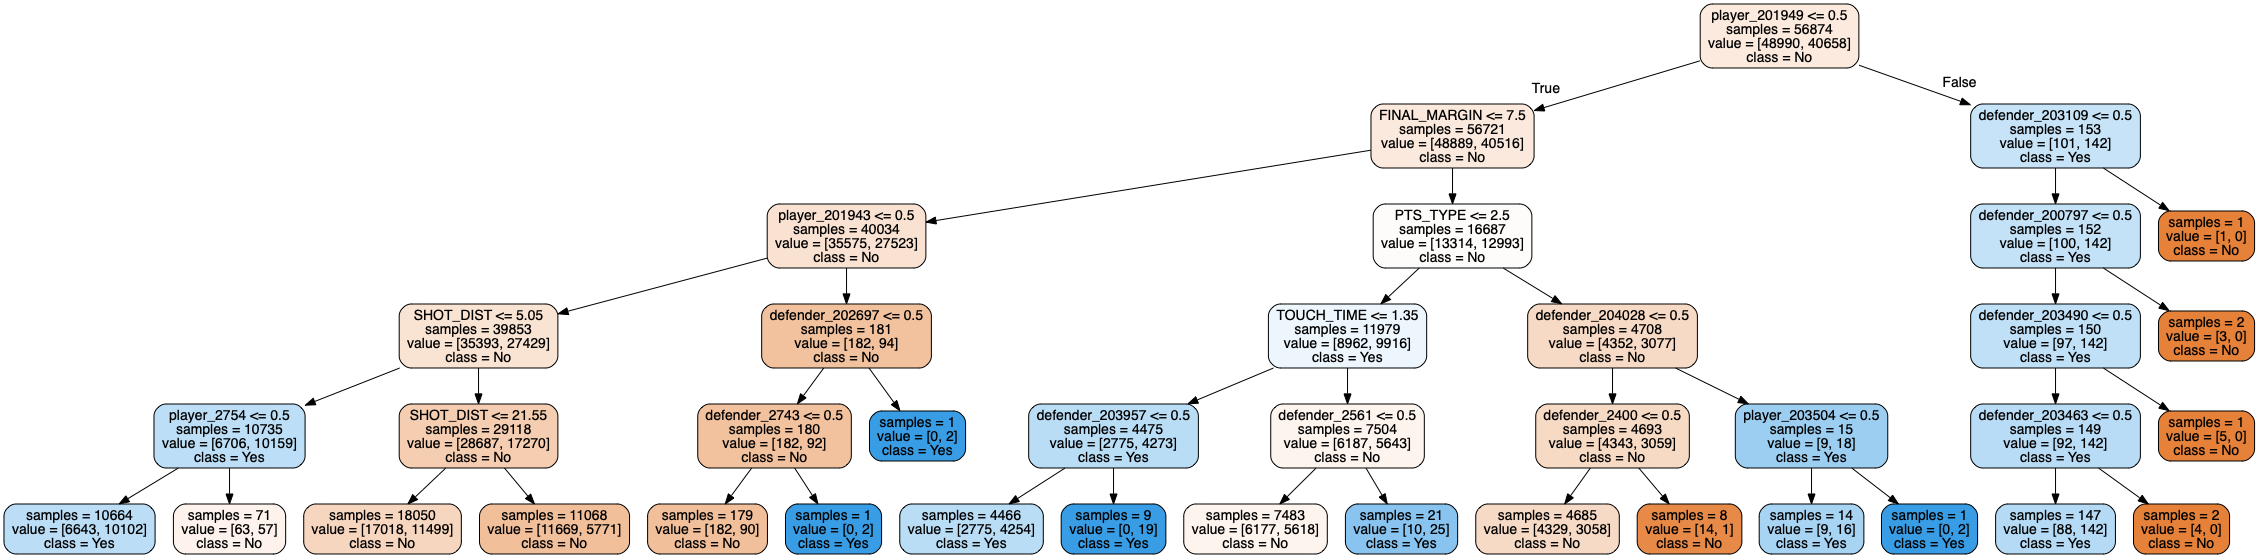 player_201949 <= 0.5
samples = 56874
value = [48990, 40658]
class = No
True
False
FINAL_MARGIN <= 7.5
samples = 56721
value = [48889, 40516]
class = No
defender_203109 <= 0.5
samples = 153
value = [101, 142]
class = Yes
player_201943 <= 0.5
samples = 40034
value = [35575, 27523]
class = No
PTS_TYPE <= 2.5
samples = 16687
value = [13314, 12993]
class = No
defender_200797 <= 0.5
samples = 152
value = [100, 142]
class = Yes
samples = 1
value = [1, 0]
class = No
SHOT_DIST <= 5.05
samples = 39853
value = [35393, 27429]
class = No
defender_202697 <= 0.5
samples = 181
value = [182, 94]
class = No
TOUCH_TIME <= 1.35
samples = 11979
value = [8962, 9916]
class = Yes
defender_204028 <= 0.5
samples = 4708
value = [4352, 3077]
class = No
defender_203490 <= 0.5
samples = 150
value = [97, 142]
class = Yes
samples = 2
value = [3, 0]
class = No
player_2754 <= 0.5
samples = 10735
value = [6706, 10159]
class = Yes
SHOT_DIST <= 21.55
samples = 29118
value = [28687, 17270]
class = No
defender_2743 <= 0.5
samples = 180
value = [182, 92]
class = No
samples = 1
value = [0, 2]
class = Yes
defender_203957 <= 0.5
samples = 4475
value = [2775, 4273]
class = Yes
defender_2561 <= 0.5
samples = 7504
value = [6187, 5643]
class = No
defender_2400 <= 0.5
samples = 4693
value = [4343, 3059]
class = No
player_203504 <= 0.5
samples = 15
value = [9, 18]
class = Yes
defender_203463 <= 0.5
samples = 149
value = [92, 142]
class = Yes
samples = 1
value = [5, 0]
class = No
samples = 10664
value = [6643, 10102]
class = Yes
samples = 71
value = [63, 57]
class = No
samples = 18050
value = [17018, 11499]
class = No
samples = 11068
value = [11669, 5771]
class = No
samples = 179
value = [182, 90]
class = No
samples = 1
value = [0, 2]
class = Yes
samples = 4466
value = [2775, 4254]
class = Yes
samples = 9
value = [0, 19]
class = Yes
samples = 7483
value = [6177, 5618]
class = No
samples = 21
value = [10, 25]
class = Yes
samples = 4685
value = [4329, 3058]
class = No
samples = 8
value = [14, 1]
class = No
samples = 14
value = [9, 16]
class = Yes
samples = 1
value = [0, 2]
class = Yes
samples = 147
value = [88, 142]
class = Yes
samples = 2
value = [4, 0]
class = No